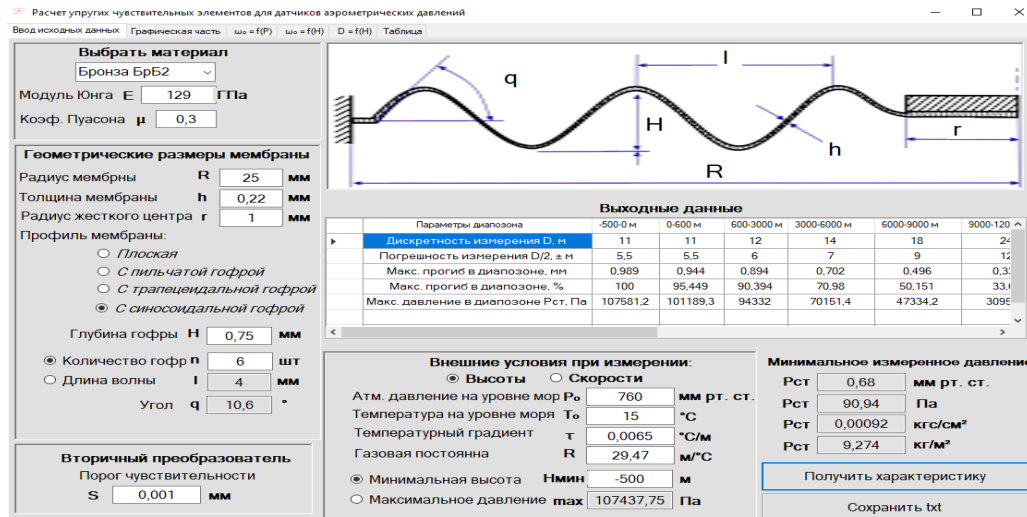 Расчет упругих чувствительных элементов для датчиков аэрометрических давлений
Ввод исходных данных Графическая часть ω₀ = f(P) ω₀ = f(H) D = f(H) Таблица
Выбрать материал
Бронза БрБ2
Модуль Юнга E 129 ГПа
Коэф. Пуасона μ 0,3
Геометрические размеры мембраны
Радиус мембрны R 25 мм
Толщина мембраны h 0,22 мм
Радиус жесткого центра r 1 мм
Профиль мембраны:
Плоская
С пильчатой гофрой
С трапецеидальной гофрой
С синосоидальной гофрой
Глубина гофры H 0,75 мм
Количество гофр n 6 шт
Длина волны l 4 мм
Угол q 10,6 °
Вторичный преобразователь
Порог чувствительности
S 0,001 мм
q l
H h r
R
Выходные данные
Параметры диапозона -500-0 м 0-600 м 600-3000 м 3000-6000 м 6000-9000 м 9000-120
Дискретность измерения D, м 11 11 12 14 18 24
Погрешность измерения D/2, ± м 5,5 5,5 6 7 9 12
Макс. прогиб в диапозоне, мм 0,989 0,944 0,894 0,702 0,496 0,3
Макс. прогиб в диапозоне, % 100 95,449 90,394 70,98 50,151 33,
Макс. давление в диапозоне Рст, Па 107581,2 101189,3 94332 70151,4 47334,2 3095
Внешние условия при измерении:
Высоты Скорости
Атм. давление на уровне мор P₀ 760 мм рт. ст.
Температура на уровне моря T₀ 15 °C
Температурный градиент τ 0,0065 °С/м
Газовая постоянна R 29,47 м/°С
Минимальная высота Hмин -500 м
Максимальное давление max 107437,75 Па
Минимальное измеренное давление
Рст 0,68 мм рт. ст.
Рст 90,94 Па
Рст 0,00092 кгс/см²
Рст 9,274 кг/м²
Получить характеристику
Сохранить txt